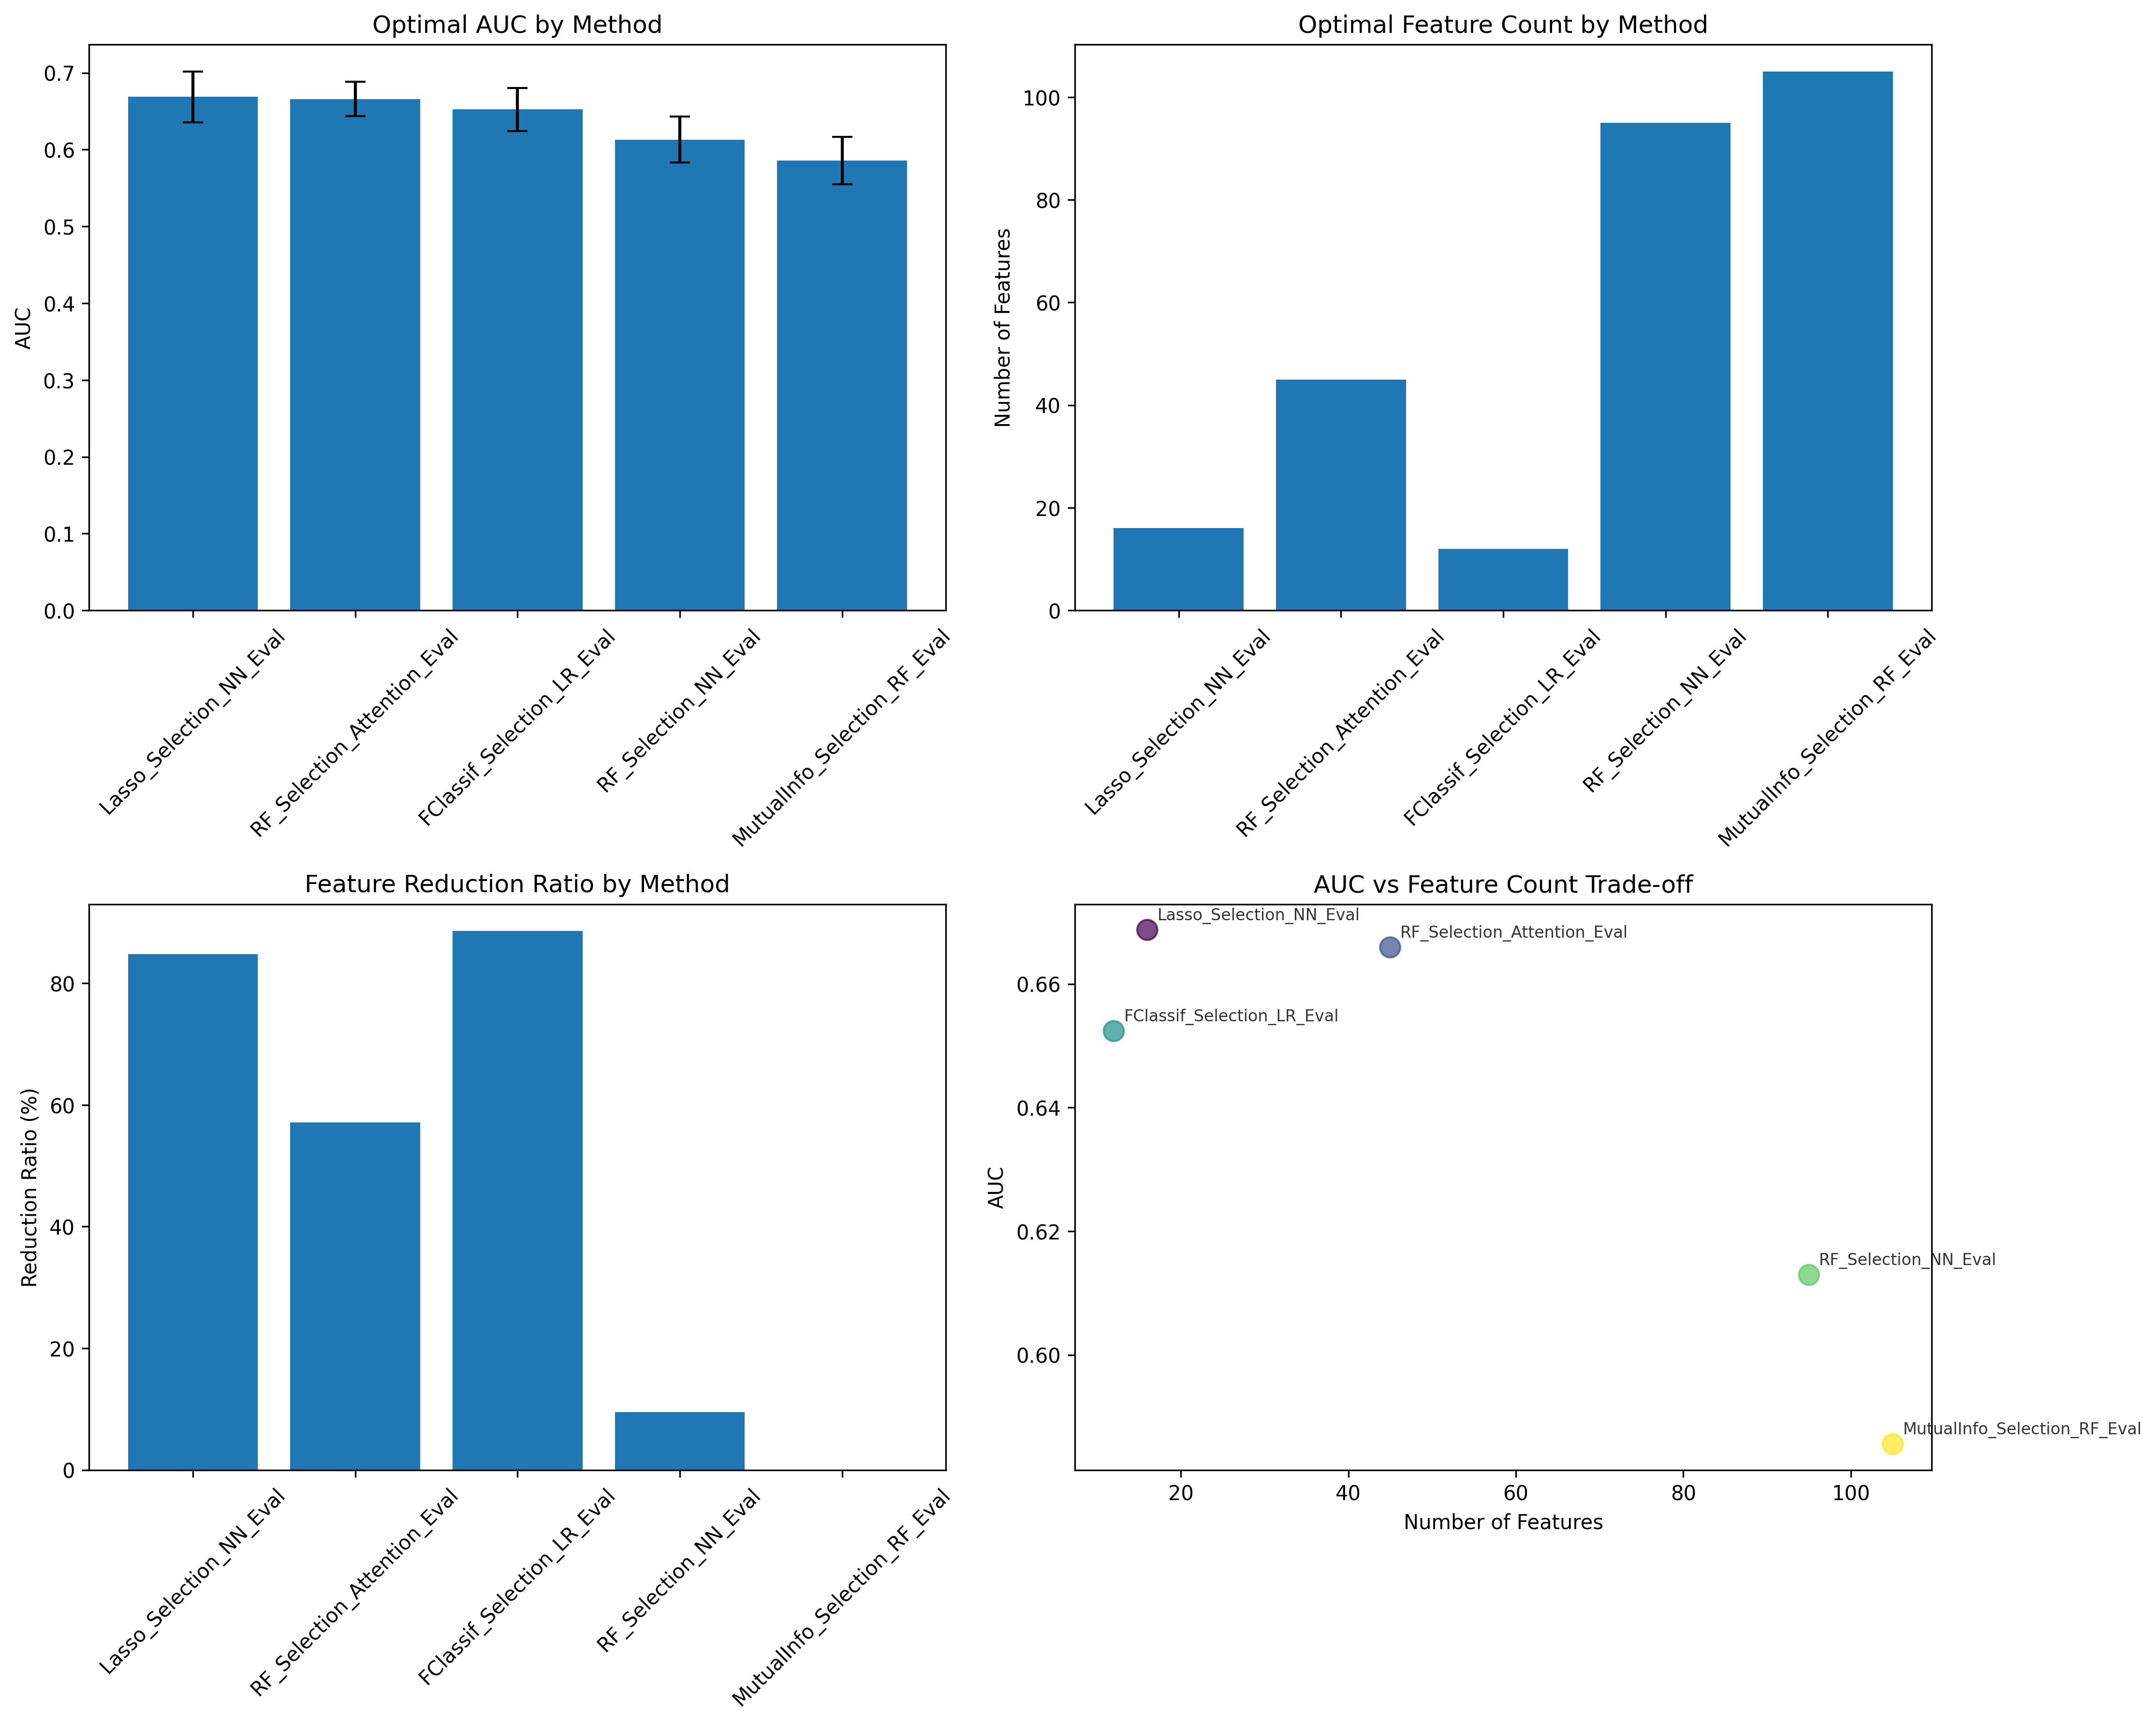 Optimal AUC by Method
AUC
0.7
0.6
0.5
0.4
0.3
0.2
0.1
0.0
Lasso_Selection_NN_Eval
RF_Selection_Attention_Eval
FClassif_Selection_LR_Eval
RF_Selection_NN_Eval
MutualInfo_Selection_RF_Eval
Optimal Feature Count by Method
Number of Features
100
80
60
40
20
0
Lasso_Selection_NN_Eval
RF_Selection_Attention_Eval
FClassif_Selection_LR_Eval
RF_Selection_NN_Eval
MutualInfo_Selection_RF_Eval
Feature Reduction Ratio by Method
Reduction Ratio (%)
80
60
40
20
0
Lasso_Selection_NN_Eval
RF_Selection_Attention_Eval
FClassif_Selection_LR_Eval
RF_Selection_NN_Eval
MutualInfo_Selection_RF_Eval
AUC vs Feature Count Trade-off
AUC
0.66
0.64
0.62
0.60
Lasso_Selection_NN_Eval
RF_Selection_Attention_Eval
FClassif_Selection_LR_Eval
RF_Selection_NN_Eval
MutualInfo_Selection_RF_Eval
20
40
60
80
100
Number of Features